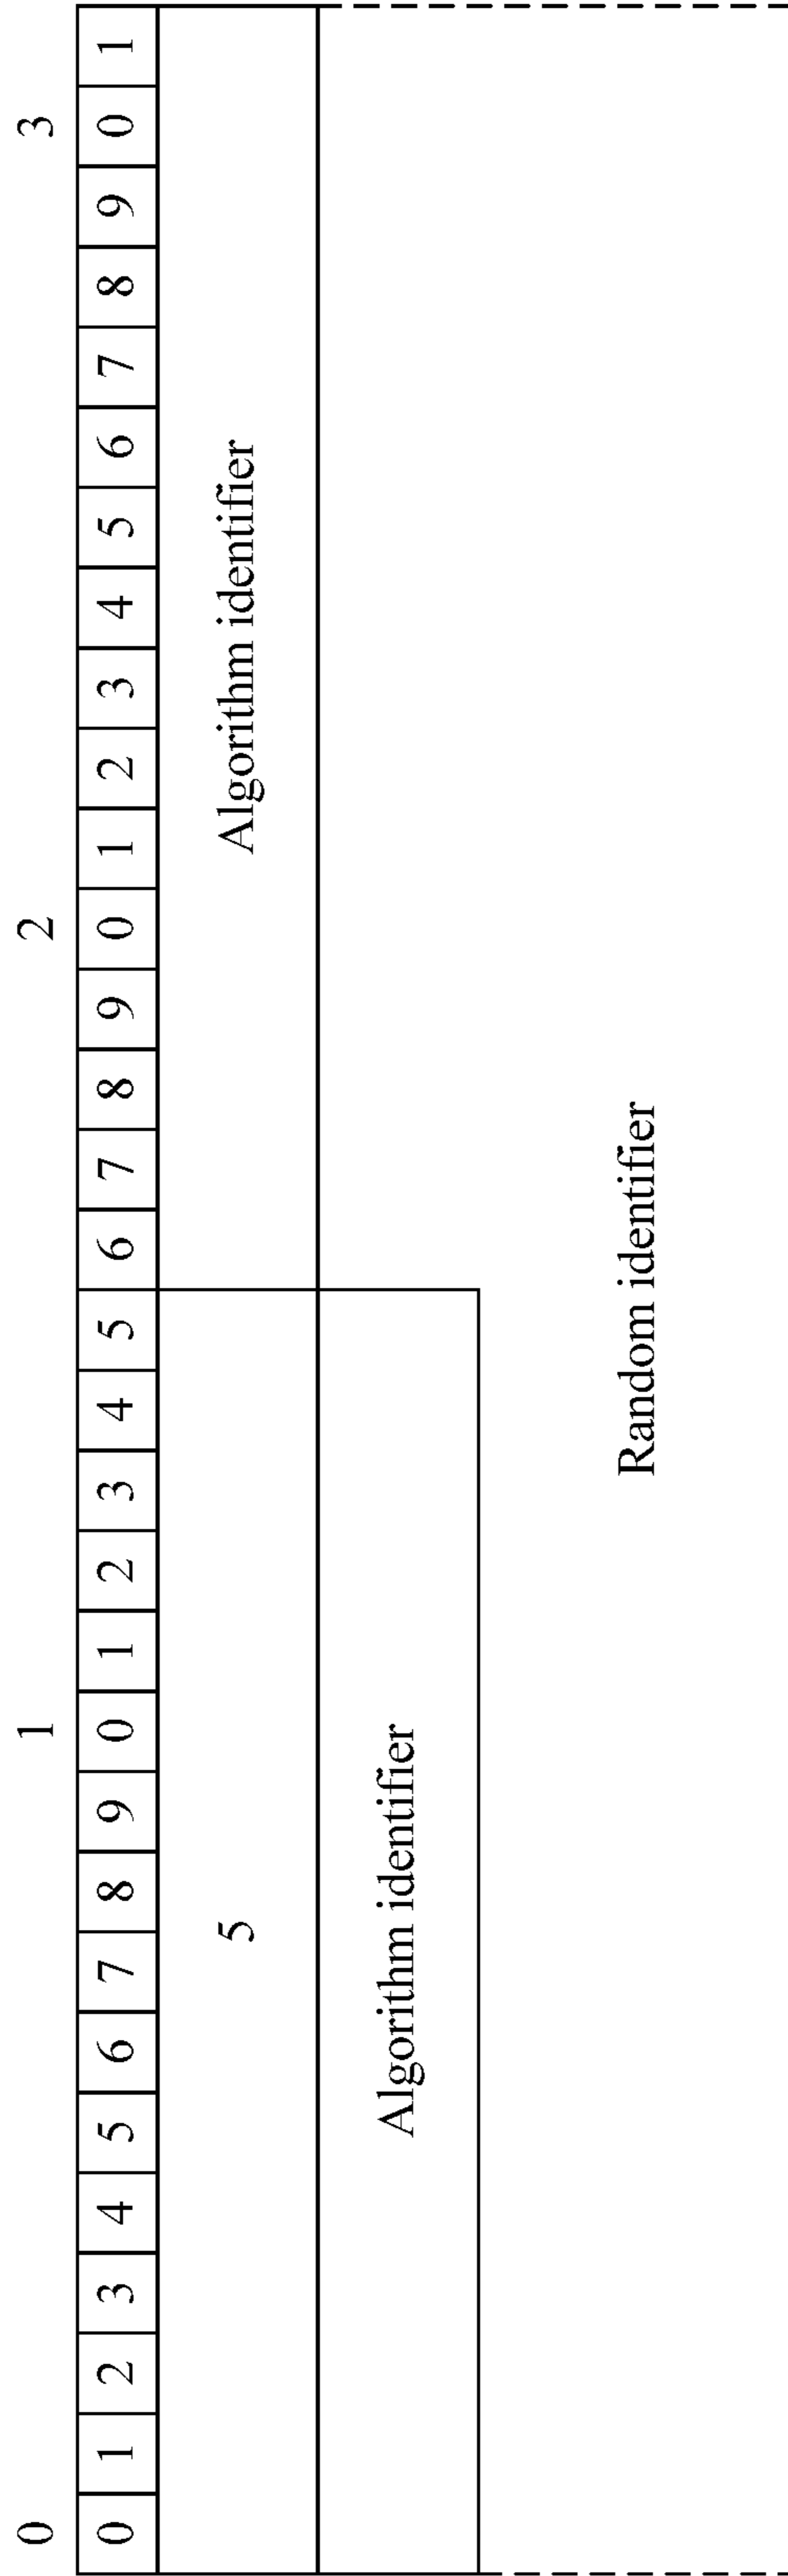 0 1 2 3
0 1 2 3 4 5 6 7 8 9 0 1 2 3 4 5 6 7 8 9 0 1 2 3 4 5 6 7 8 9 0 1
5 Algorithm identifier
Algorithm identifier
Random identifier